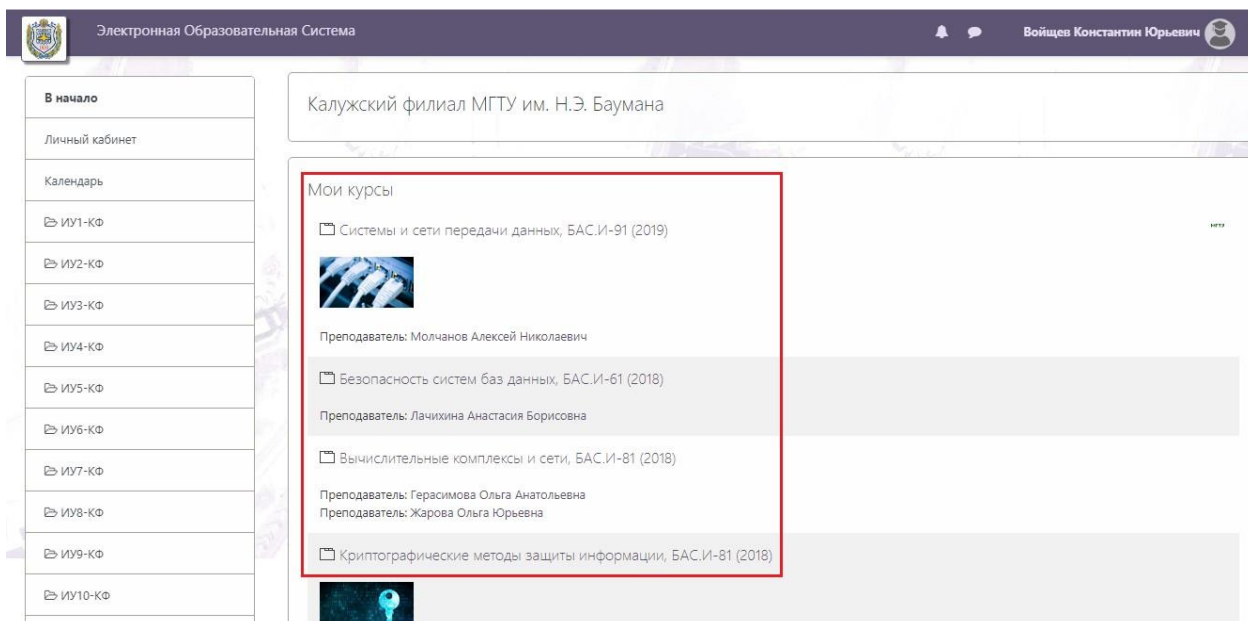 Электронная Образовательная Система
Войщев Константин Юрьевич
В начало
Личный кабинет
Календарь
ИУ1-КФ
ИУ2-КФ
ИУ3-КФ
ИУ4-КФ
ИУ5-КФ
ИУ6-КФ
ИУ7-КФ
ИУ8-КФ
ИУ9-КФ
ИУ10-КФ
Калужский филиал МГТУ им. Н.Э. Баумана
Мои курсы
Системы и сети передачи данных, БАС.И-91 (2019)
МГТУ
Преподаватель: Молчанов Алексей Николаевич
Безопасность систем баз данных, БАС.И-61 (2018)
Преподаватель: Лачихина Анастасия Борисовна
Вычислительные комплексы и сети, БАС.И-81 (2018)
Преподаватель: Герасимова Ольга Анатольевна
Преподаватель: Жарова Ольга Юрьевна
Криптографические методы защиты информации, БАС.И-81 (2018)